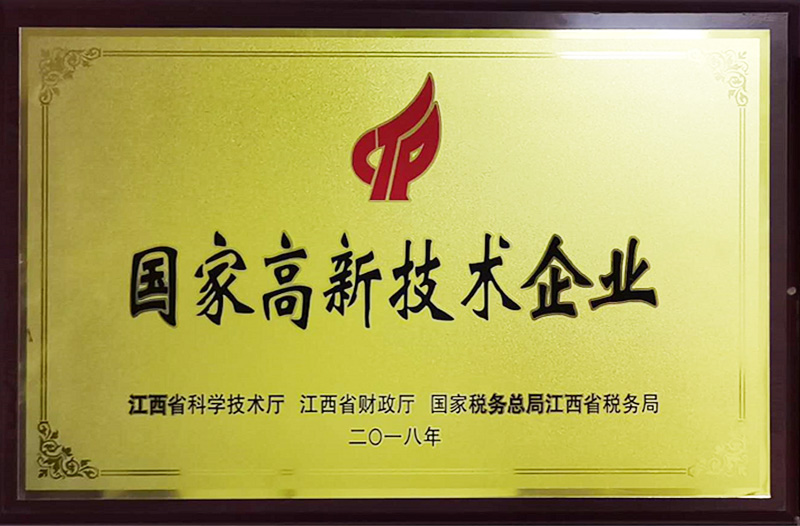 国家高新技术企业
江西省科学技术厅 江西省财政厅 国家税务总局江西省税务局
二〇一八年